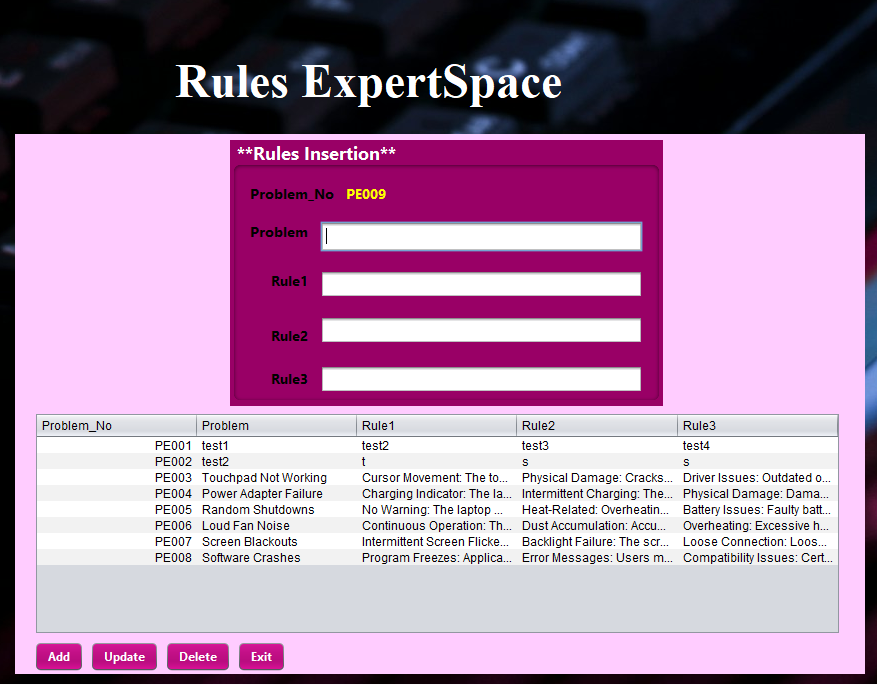 Rules ExpertSpace
**Rules Insertion**
Problem_No PE009
Problem
Rule1
Rule2
Rule3
Problem_No Problem Rule1 Rule2 Rule3
PE001 test1 test2 test3 test4
PE002 test2 t s s
PE003 Touchpad Not Working Cursor Movement: The to... Physical Damage: Cracks... Driver Issues: Outdated o...
PE004 Power Adapter Failure Charging Indicator: The la... Intermittent Charging: The... Physical Damage: Dama...
PE005 Random Shutdowns No Warning: The laptop ... Heat-Related: Overheatin... Battery Issues: Faulty batt...
PE006 Loud Fan Noise Continuous Operation: Th... Dust Accumulation: Accu... Overheating: Excessive h...
PE007 Screen Blackouts Intermittent Screen Flicke... Backlight Failure: The scr... Loose Connection: Loos...
PE008 Software Crashes Program Freezes: Applica... Error Messages: Users m... Compatibility Issues: Cert...
Add Update Delete Exit